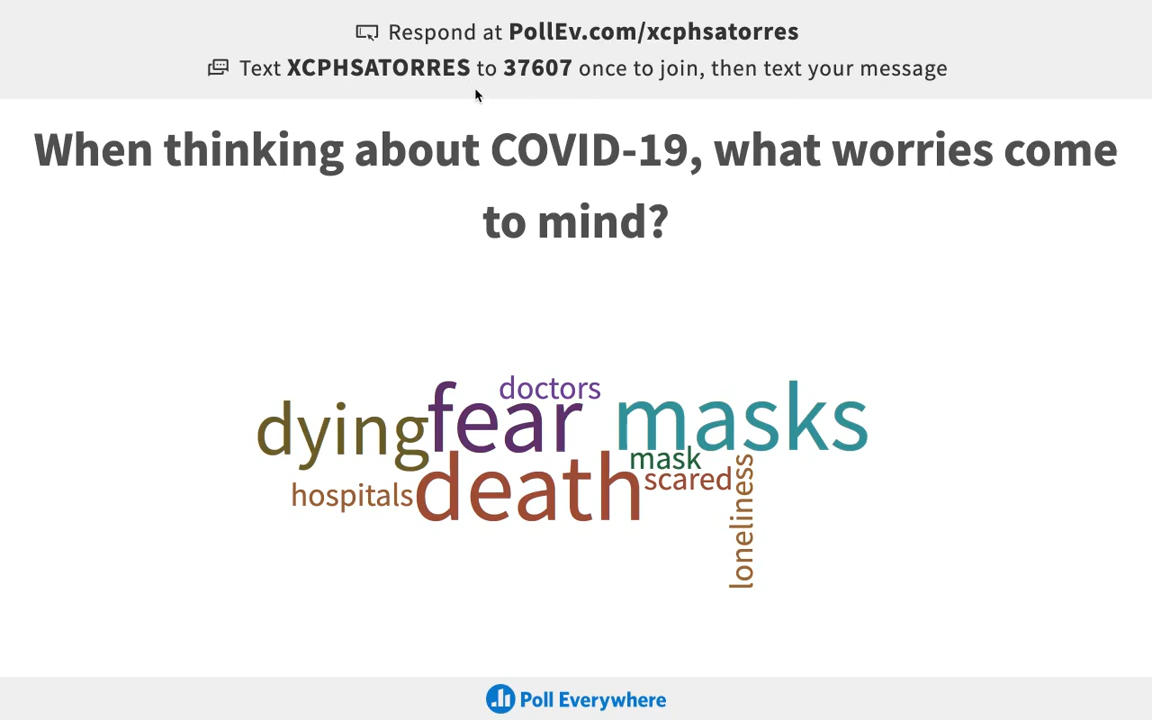 Respond at PollEv.com/xcphsatorres
Text XCPHSATORRES to 37607 once to join, then text your message
When thinking about COVID-19, what worries come
to mind?
doctors
dying fear masks
mask
hospitals death scared
loneliness
Poll Everywhere